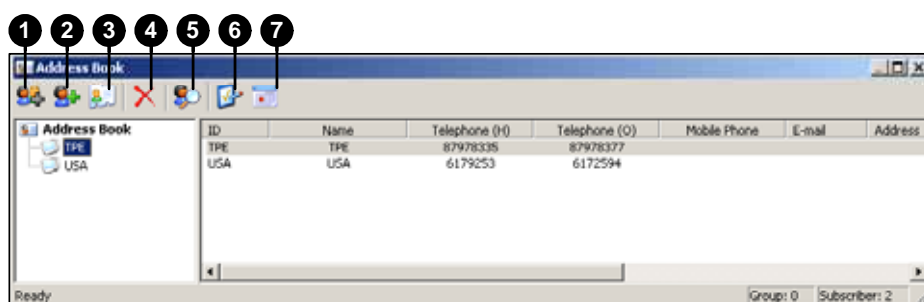 1 2 3 4 5 6 7
Address Book
Address Book
TPE
USA
ID Name Telephone (H) Telephone (O) Mobile Phone E-mail Address
TPE TPE 87978335 87978377
USA USA 6179253 6172594
Ready Group: 0 Subscriber: 2